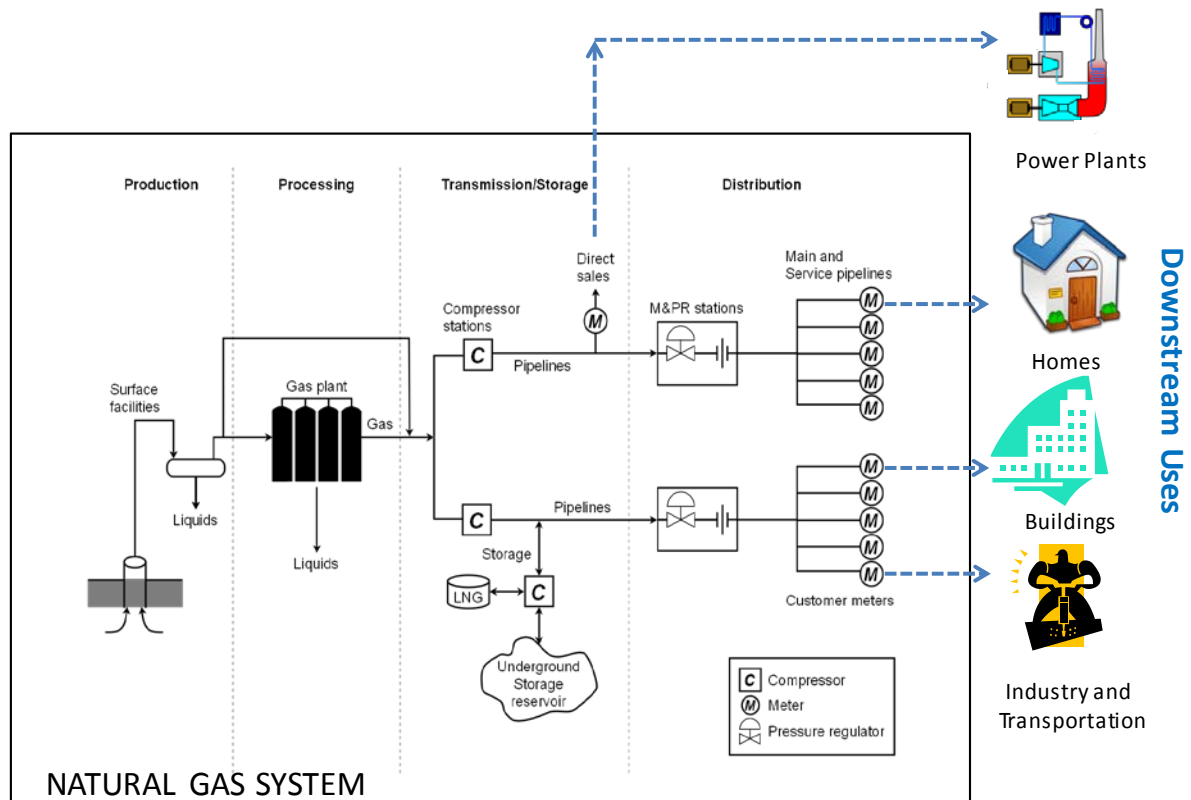 Power Plants
Production
Processing
Transmission/Storage
Distribution
Direct
sales
Main and
Service pipelines
Compressor
stations
M&PR stations
M
M
M
M
M
M
C
Pipelines
Homes
Surface
facilities
Gas plant
Gas
Downstream Uses
Liquids
Liquids
C
Pipelines
M
M
M
M
M
Buildings
Storage
LNG
C
Customer meters
Underground
Storage
reservoir
C Compressor
M Meter
Pressure regulator
Industry and
Transportation
NATURAL GAS SYSTEM